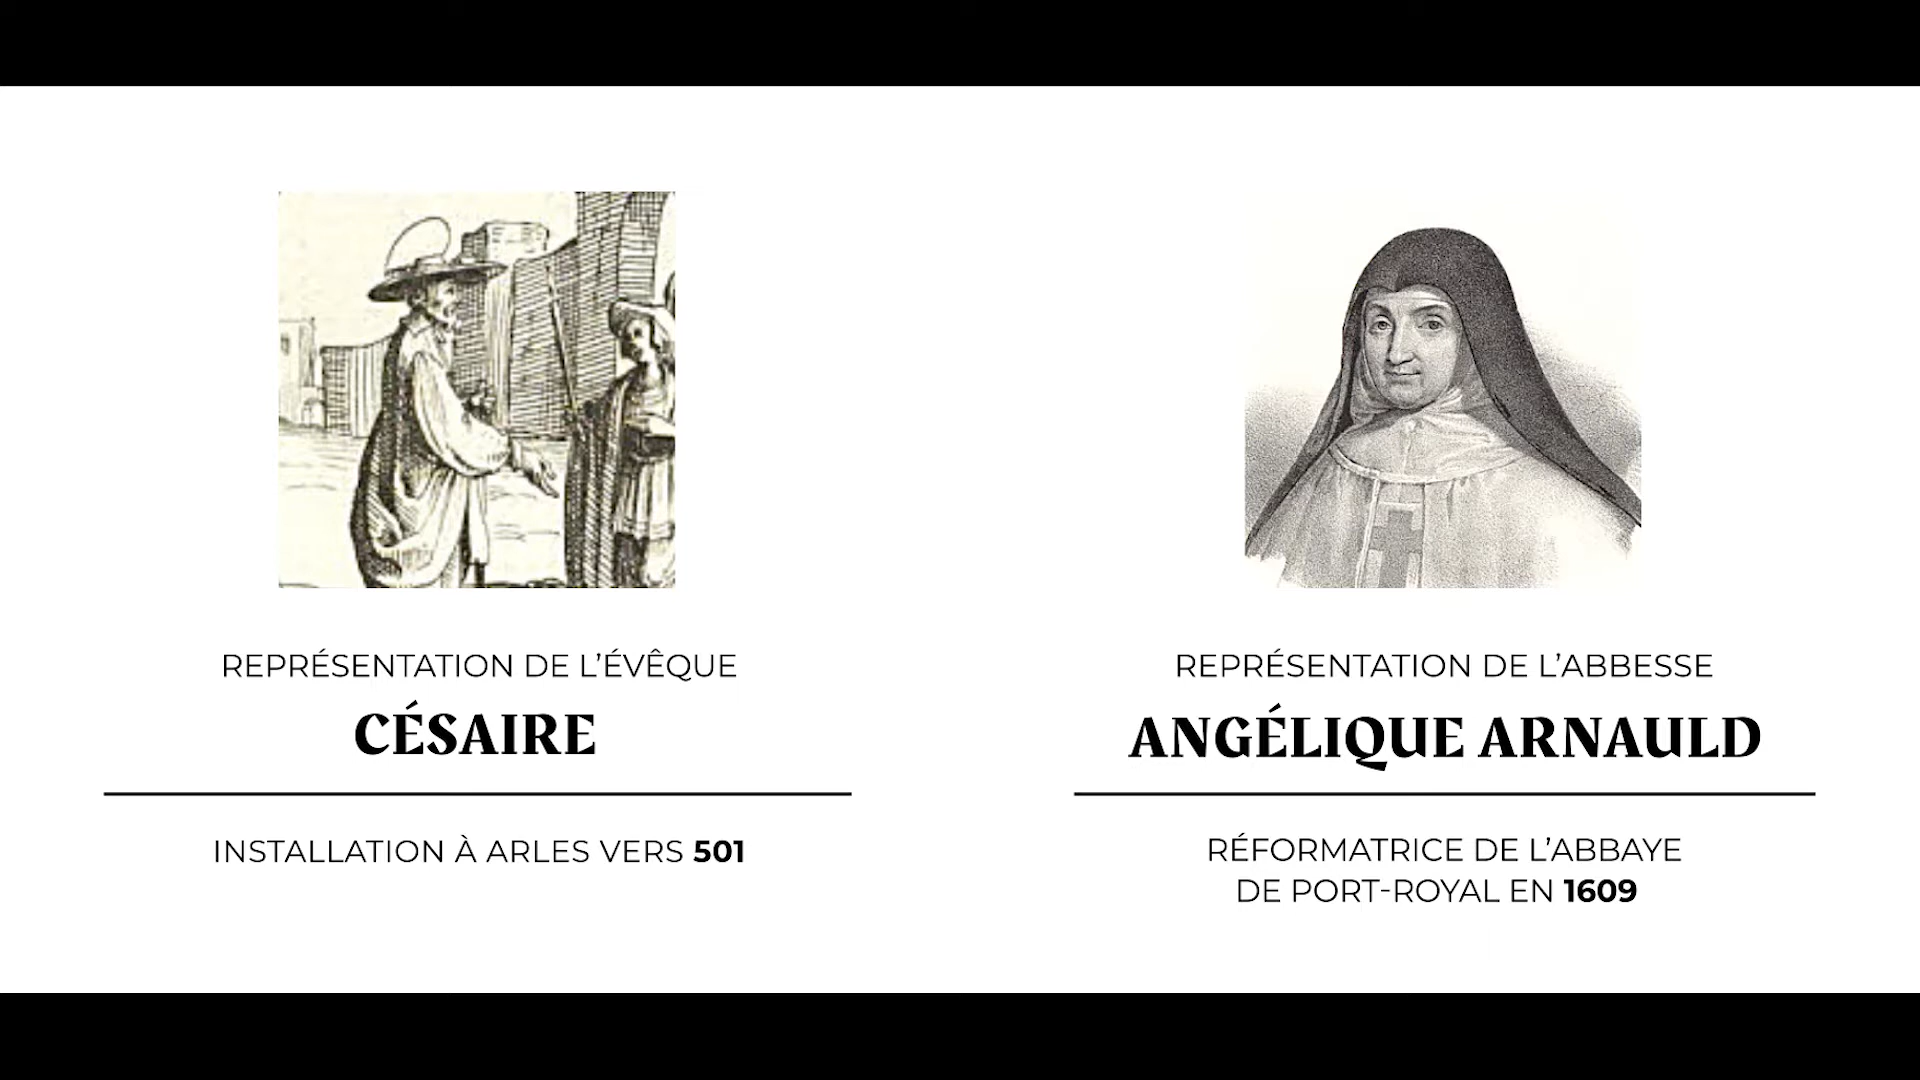 REPRÉSENTATION DE L’ÉVÊQUE
CÉSAIRE
INSTALLATION À ARLES VERS 501
REPRÉSENTATION DE L’ABBESSE
ANGÉLIQUE ARNAULD
RÉFORMATRICE DE L’ABBAYE
DE PORT-ROYAL EN 1609